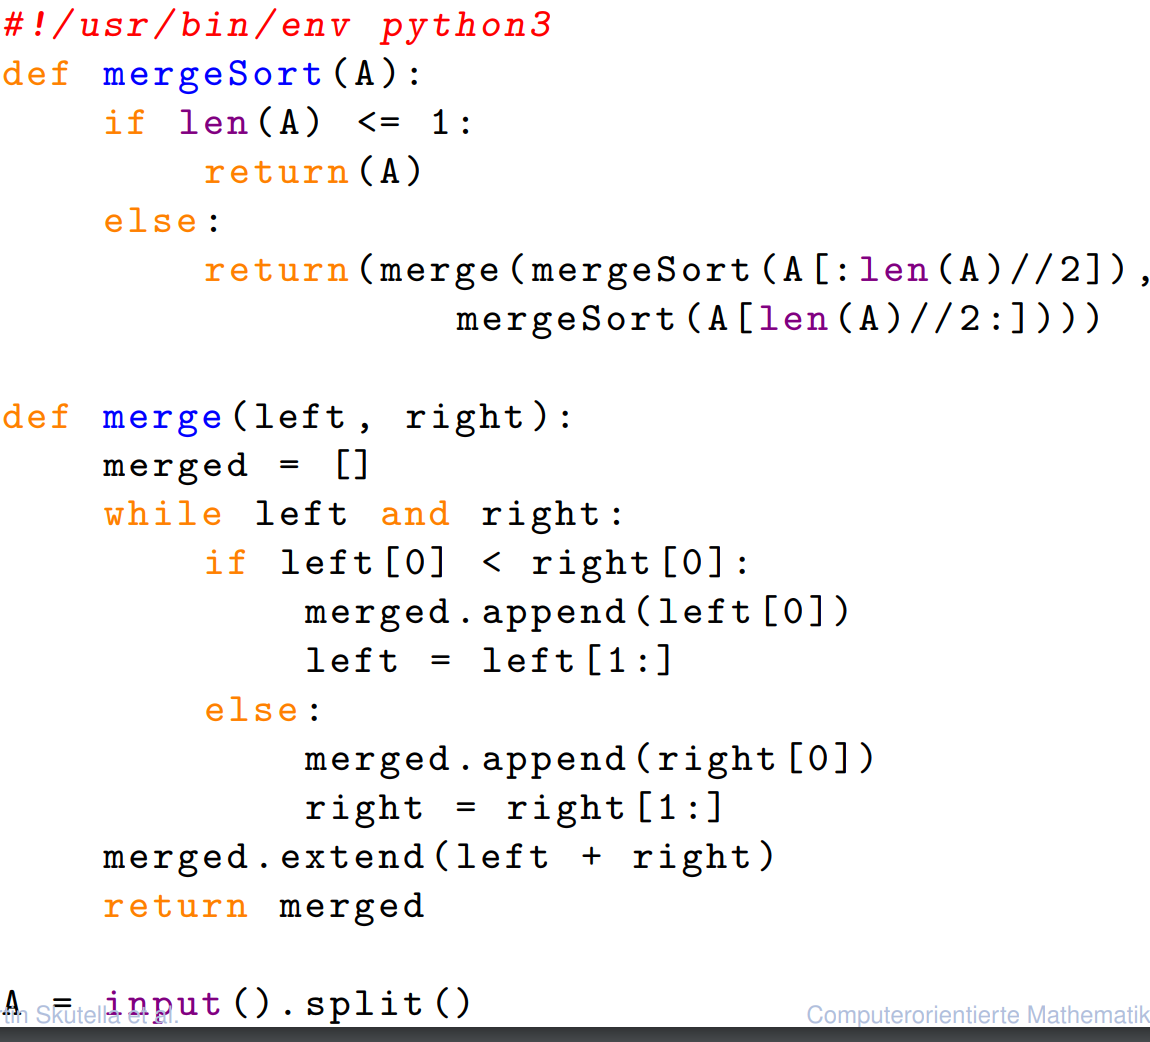 #!/usr/bin/env python3
def mergeSort(A):
    if len(A) <= 1:
        return(A)
    else:
        return(merge(mergeSort(A[:len(A)//2]),
                  mergeSort(A[len(A)//2:])))

def merge(left, right):
    merged = []
    while left and right:
        if left[0] < right[0]:
            merged.append(left[0])
            left = left[1:]
        else:
            merged.append(right[0])
            right = right[1:]
    merged.extend(left + right)
    return merged

A = input().split()
tin Skutella et al. Computerorientierte Mathematik